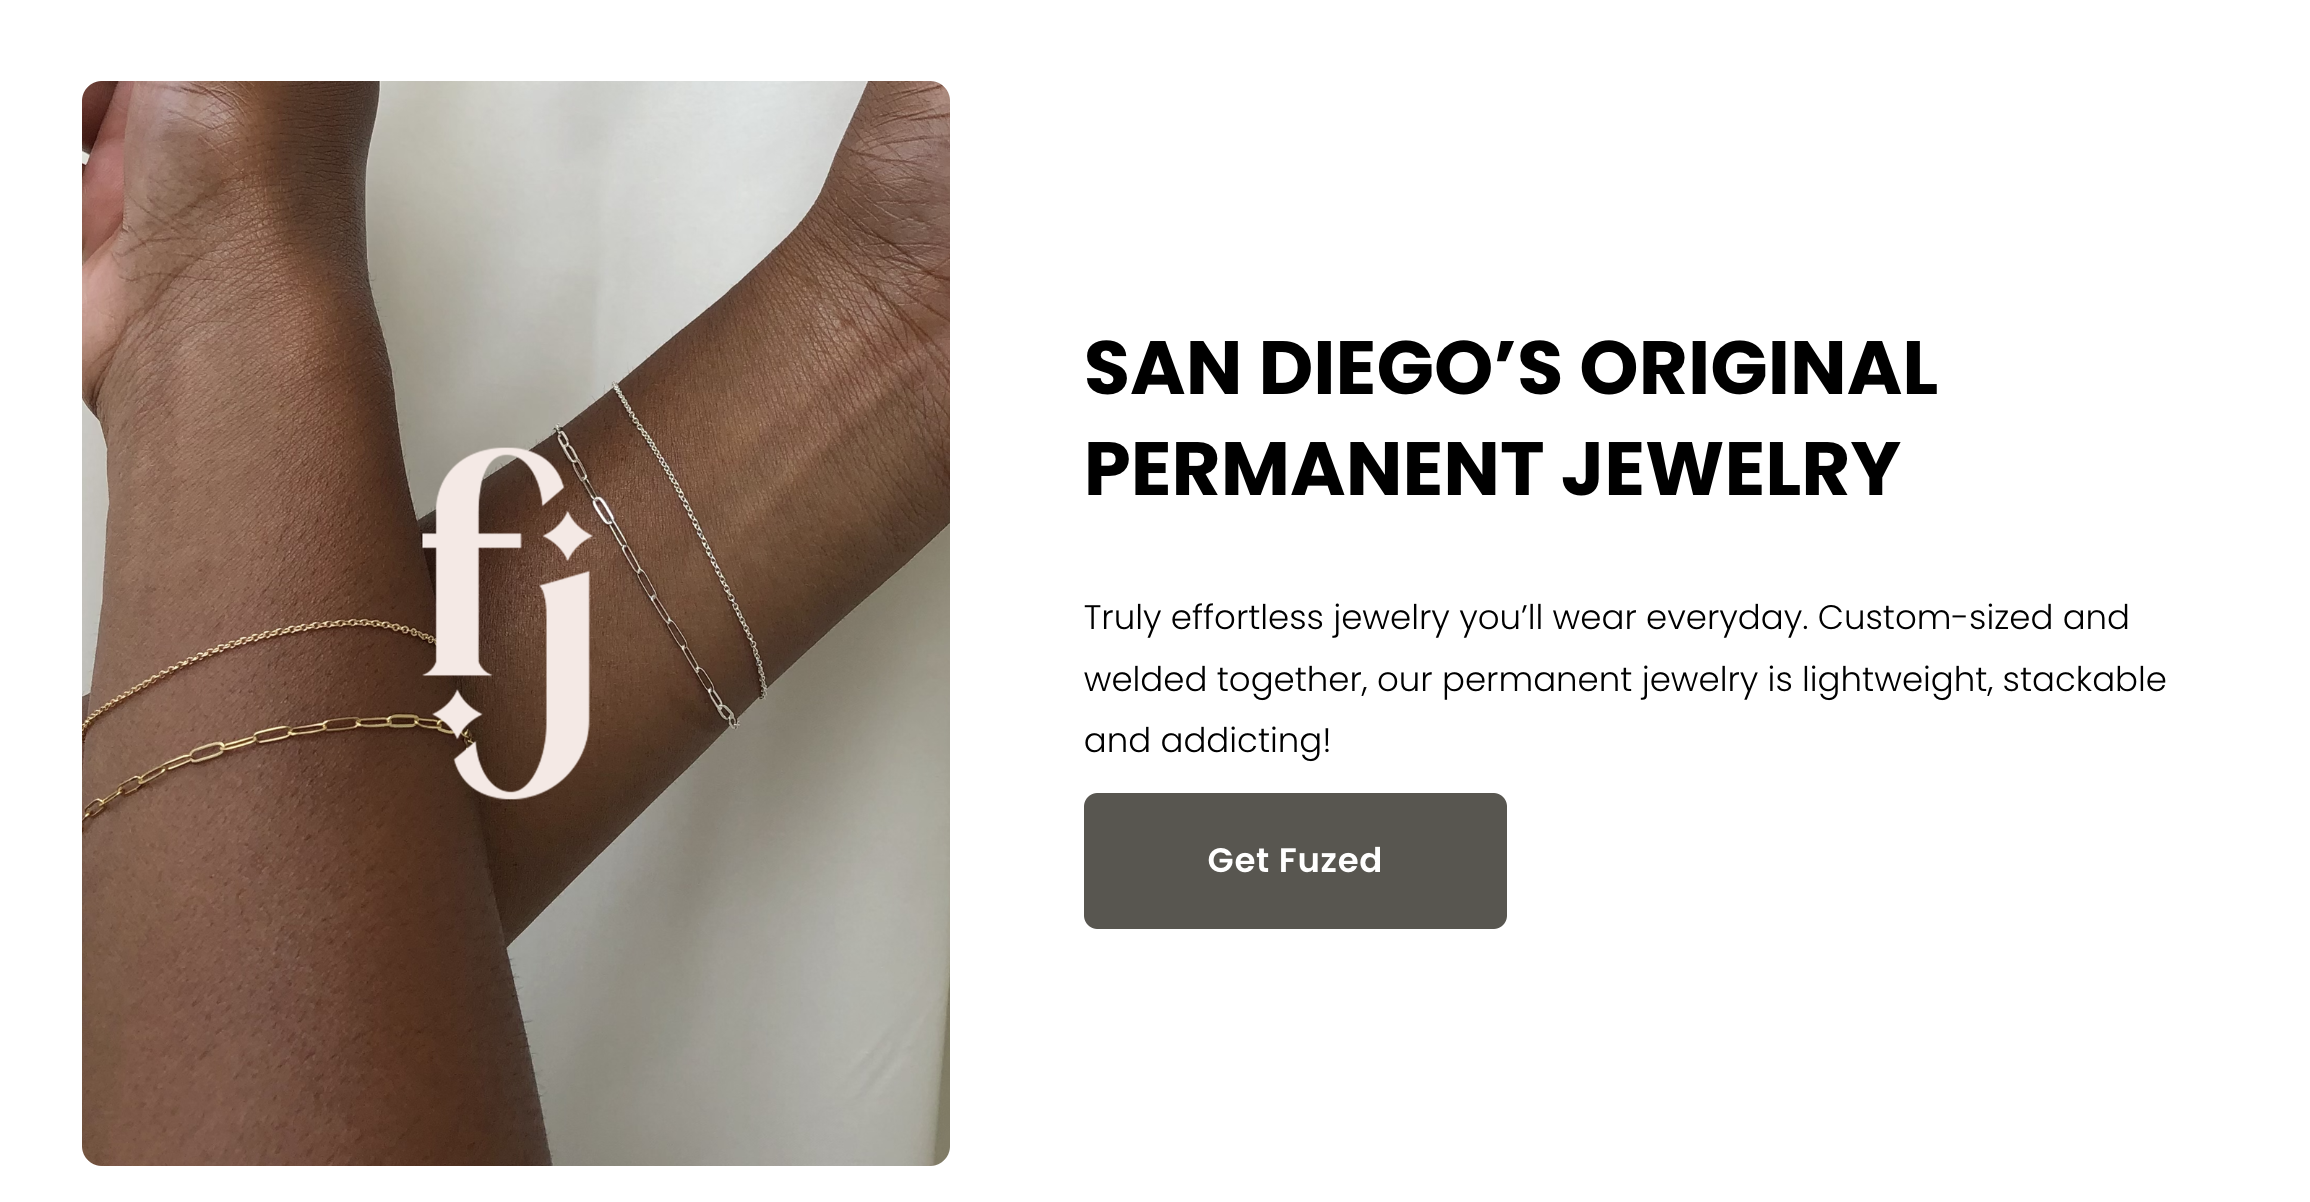 fj
SAN DIEGO’S ORIGINAL
PERMANENT JEWELRY
Truly effortless jewelry you’ll wear everyday. Custom-sized and
welded together, our permanent jewelry is lightweight, stackable
and addicting!
Get Fuzed